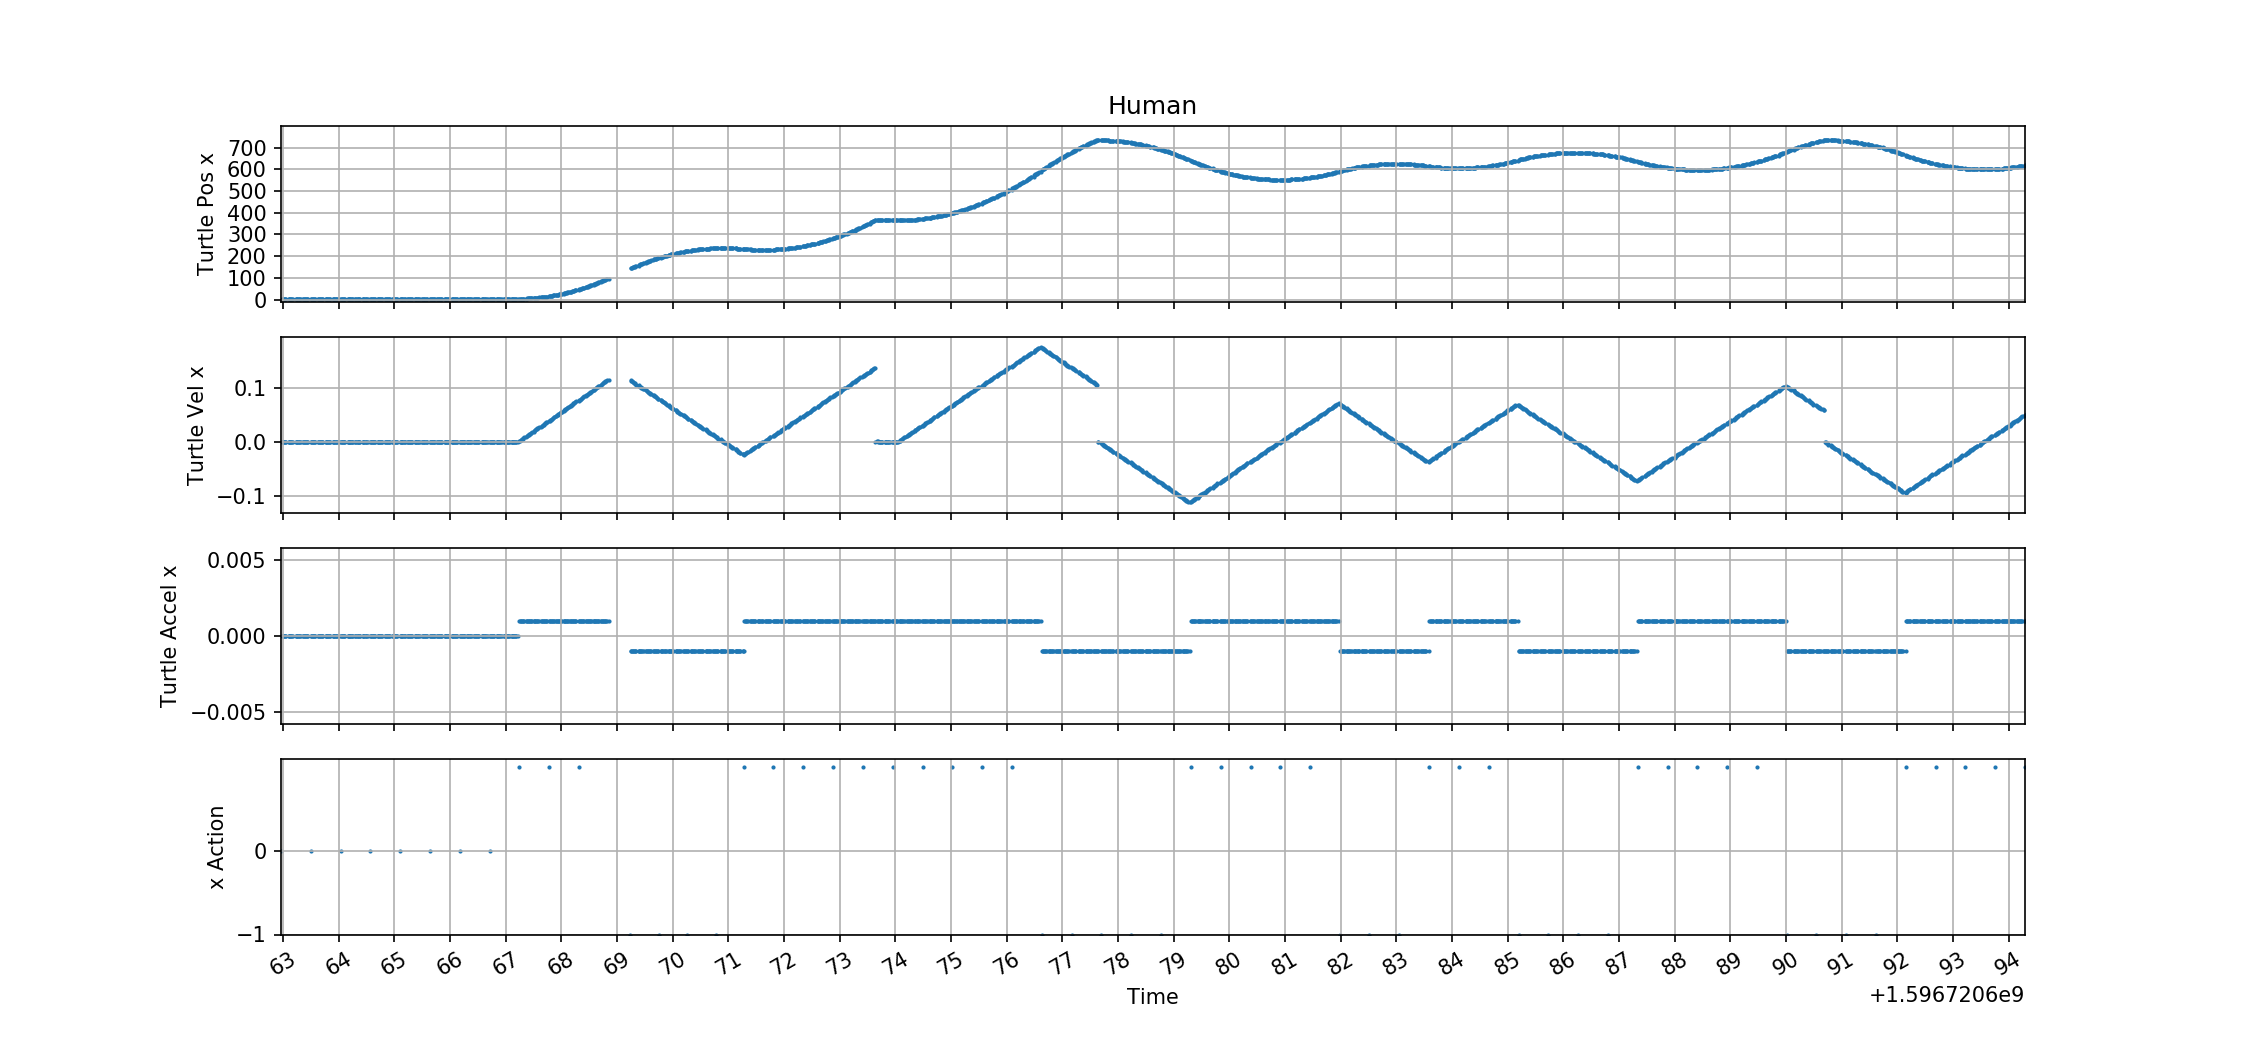 Human
Turtle Pos x
700
600
500
400
300
200
100
0
Turtle Vel x
0.1
0.0
−0.1
Turtle Accel x
0.005
0.000
−0.005
x Action
0
−1
63 64 65 66 67 68 69 70 71 72 73 74 75 76 77 78 79 80 81 82 83 84 85 86 87 88 89 90 91 92 93 94
Time
+1.5967206e9